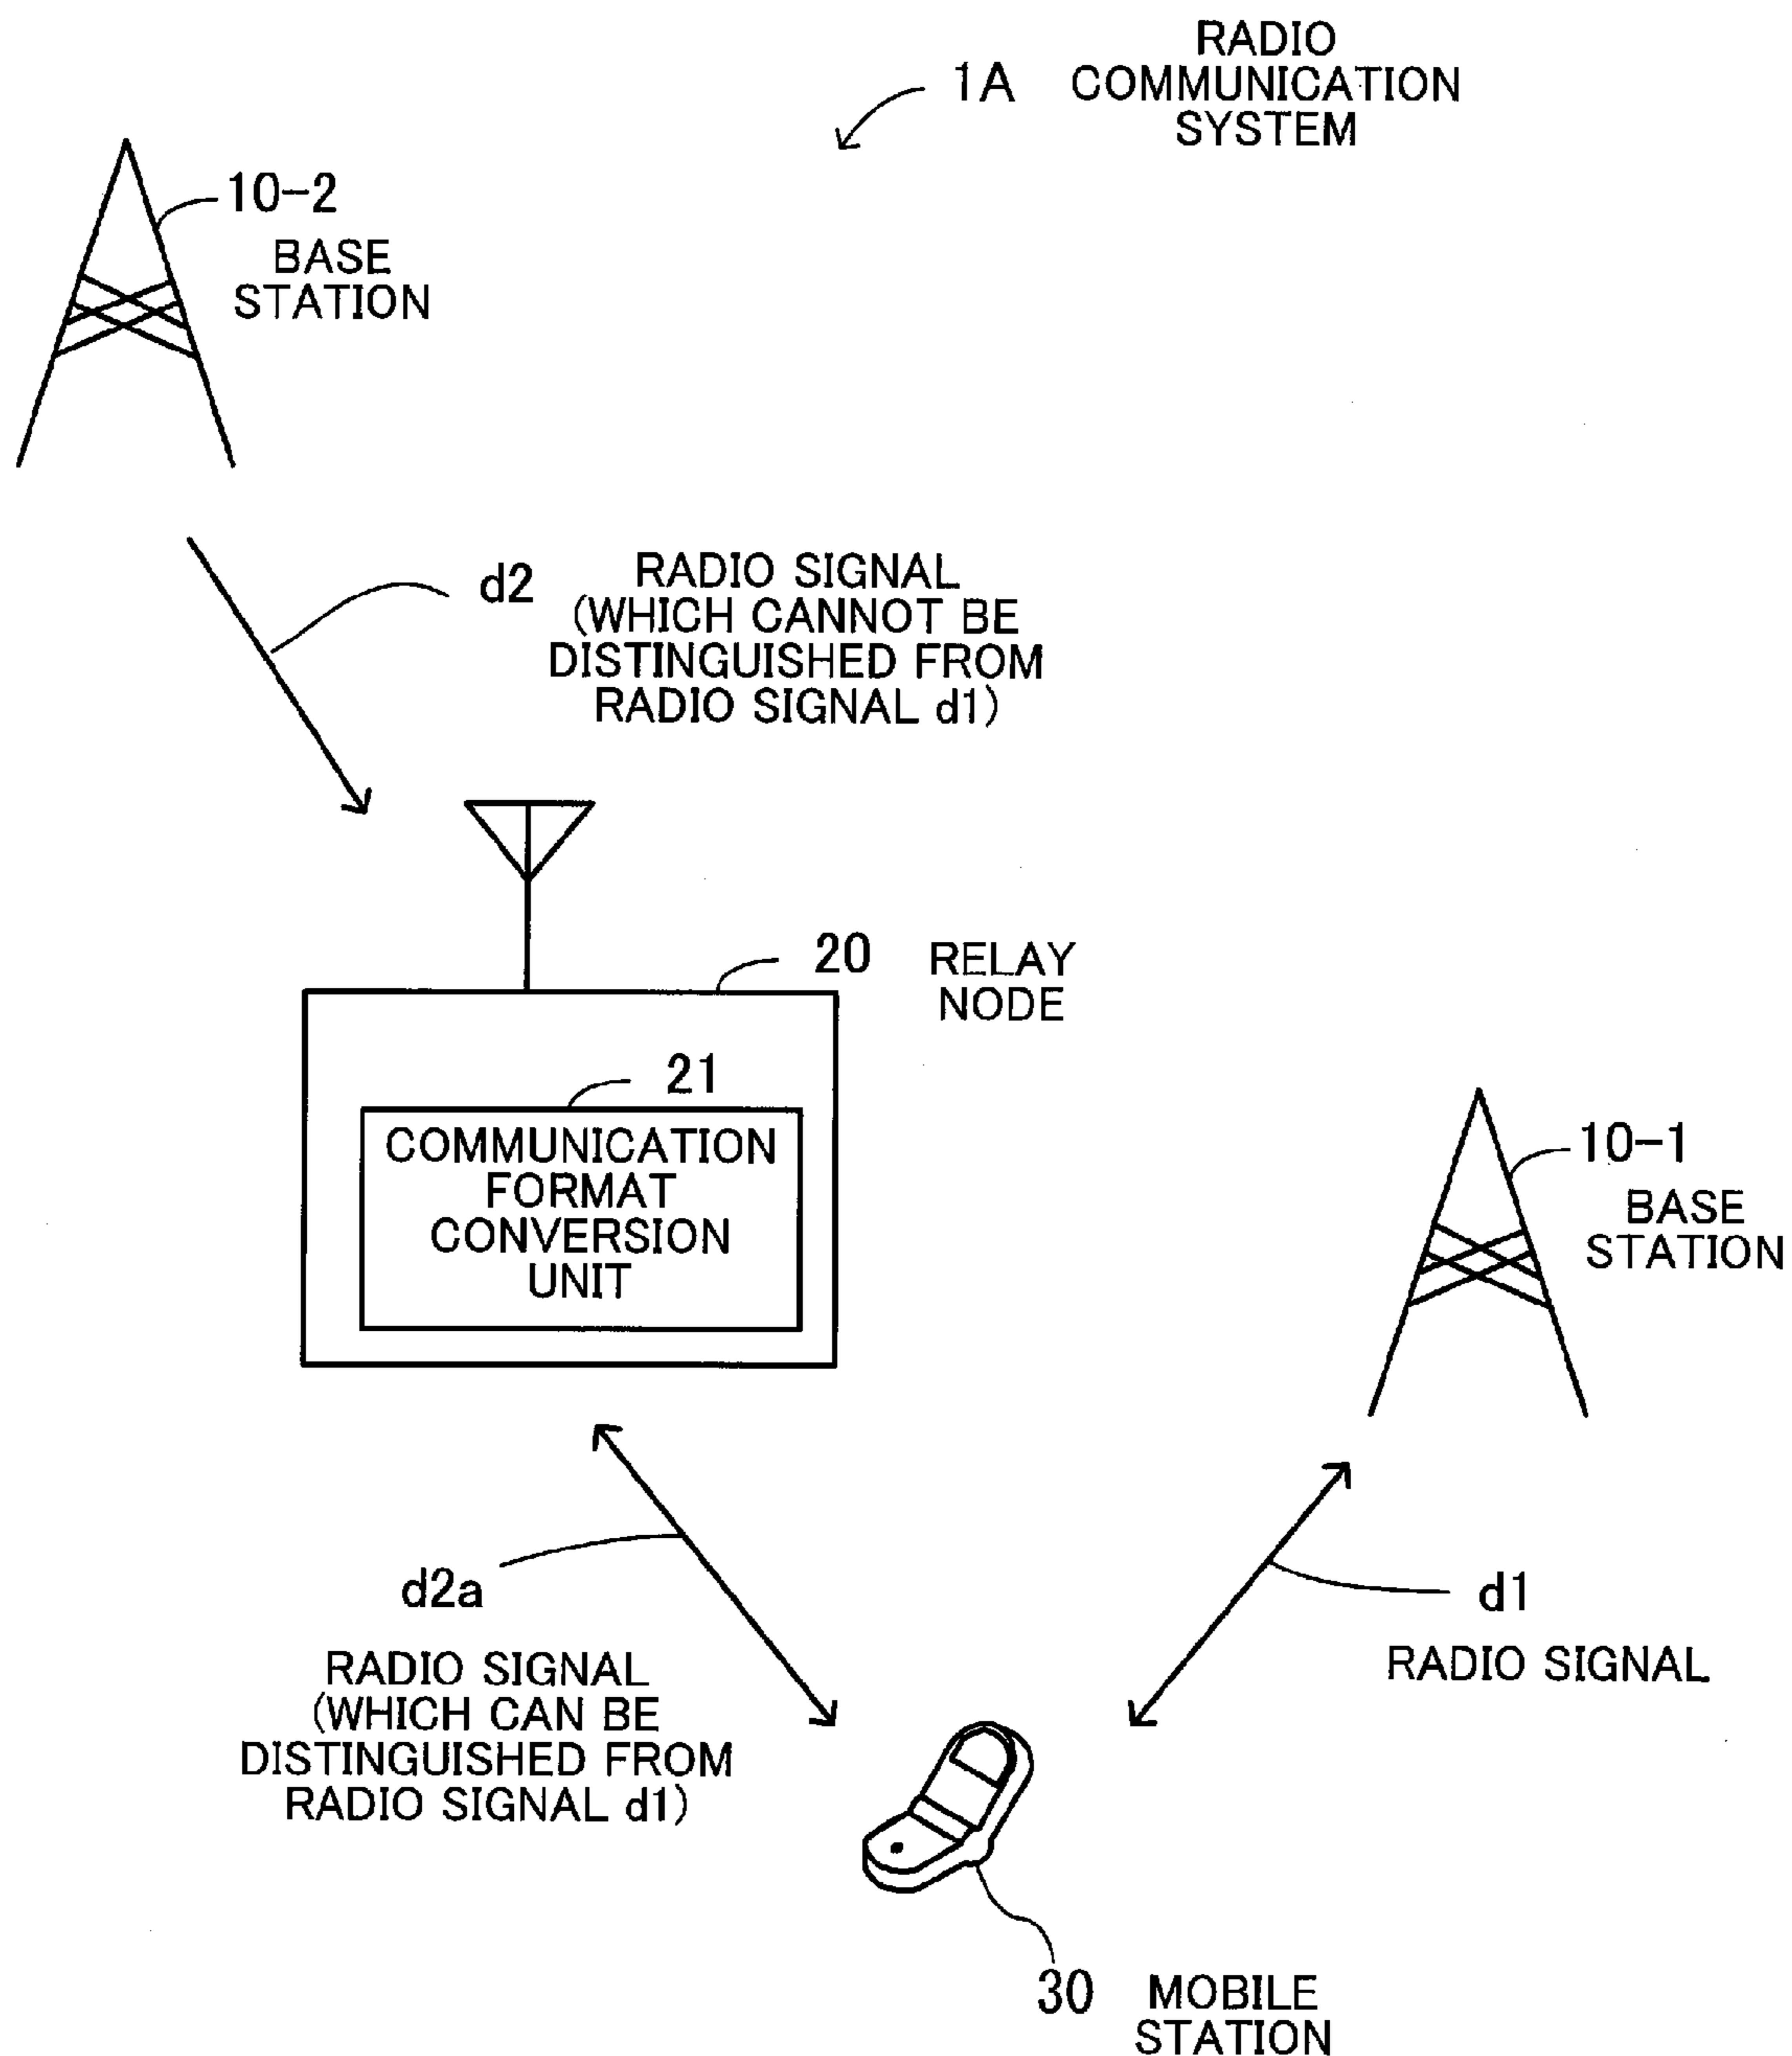 RADIO
1A COMMUNICATION
SYSTEM
10-2
BASE
STATION
d2
RADIO SIGNAL
(WHICH CANNOT BE
DISTINGUISHED FROM
RADIO SIGNAL d1)
20 RELAY
NODE
21
COMMUNICATION
FORMAT
CONVERSION
UNIT
10-1
BASE
STATION
d2a
RADIO SIGNAL
(WHICH CAN BE
DISTINGUISHED FROM
RADIO SIGNAL d1)
d1
RADIO SIGNAL
30 MOBILE
STATION